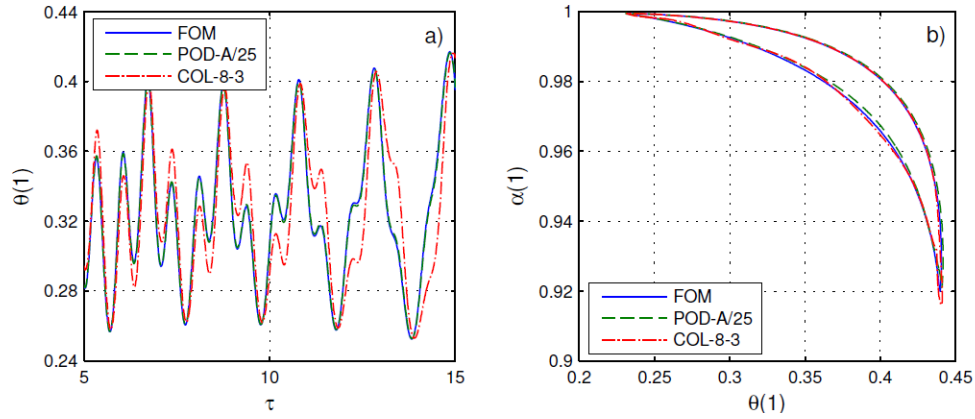 0.44
0.4
0.36
0.32
0.28
0.24
θ(1)
FOM
POD-A/25
COL-8-3
a)
5
10
15
τ
1
0.98
0.96
0.94
0.92
0.9
α(1)
b)
FOM
POD-A/25
COL-8-3
0.2
0.25
0.3
0.35
0.4
0.45
θ(1)